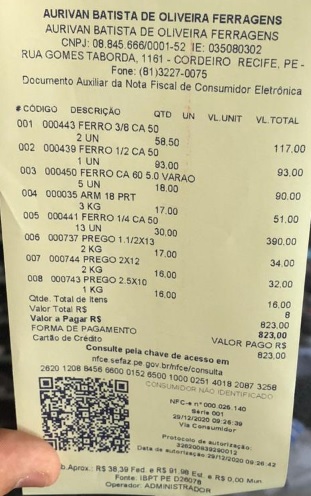 AURIVAN BATISTA DE OLIVEIRA FERRAGENS
AURIVAN BATISTA DE OLIVEIRA FERRAGENS
CNPJ: 08.845.666/0001-52 IE: 035080302
RUA GOMES TABORDA, 1161 - CORDEIRO RECIFE, PE -
Fone: (81)3227-0075
Documento Auxiliar da Nota Fiscal de Consumidor Eletrônica
# CÓDIGO DESCRIÇÃO QTD UN VL.UNIT VL.TOTAL
001 000443 FERRO 3/8 CA 50
2 UN 58.50 117.00
002 000439 FERRO 1/2 CA 50
1 UN 93.00 93.00
003 000450 FERRO CA 60 5.0 VARAO
5 UN 18.00 90.00
004 000035 ARM 18 PRT
3 KG 17.00 51.00
005 000441 FERRO 1/4 CA 50
13 UN 30.00 390.00
006 000737 PREGO 1.1/2X13
2 KG 17.00 34.00
007 000744 PREGO 2X12
2 KG 16.00 32.00
008 000743 PREGO 2.5X10
1 KG 16.00 16.00
Qtde. Total de Itens 8
Valor Total R$ 823.00
Valor a Pagar R$ 823.00
FORMA DE PAGAMENTO VALOR PAGO R$
Cartão de Crédito 823.00
Consulte pela chave de acesso em
nfce.sefaz.pe.gov.br/nfce/consulta
2620 1208 8456 6600 0152 6500 1000 0251 4018 2087 3258
CONSUMIDOR NÃO IDENTIFICADO
NFC-e nº 000.025.140
Série 001
29/12/2020 09:26:39
Via Consumidor
Protocolo de autorização:
Data de autorização: 29/12/2020 09:26:42
b.Aprox.: R$ 38,39 Fed. e R$ 91,98 Est. e R$ 0,00 Mun.
Fonte: IBPT PE D26078
Operador: ADMINISTRADOR